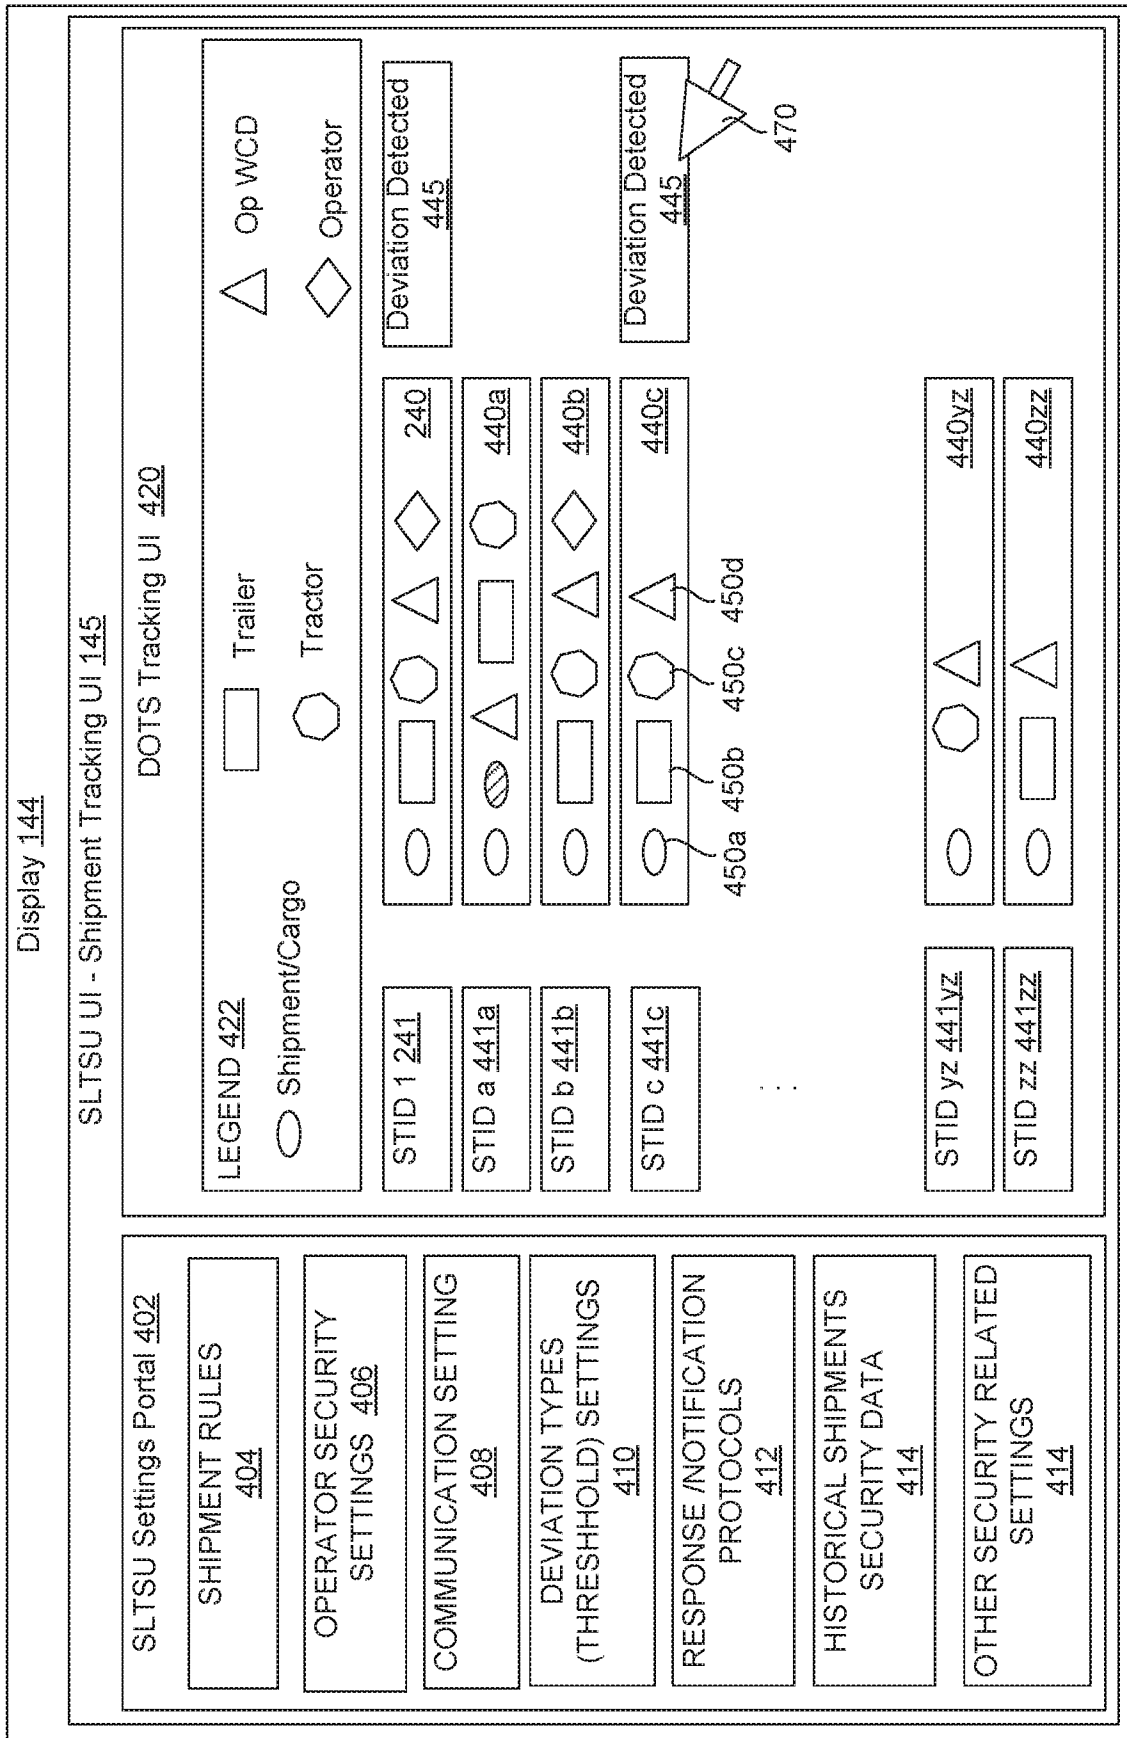 Display 144
SLTSU UI - Shipment Tracking UI 145
SLTSU Settings Portal 402
SHIPMENT RULES
404
OPERATOR SECURITY
SETTINGS 406
COMMUNICATION SETTING
408
DEVIATION TYPES
(THRESHHOLD) SETTINGS
410
RESPONSE /NOTIFICATION
PROTOCOLS
412
HISTORICAL SHIPMENTS
SECURITY DATA
414
OTHER SECURITY RELATED
SETTINGS
414
DOTS Tracking UI 420
LEGEND 422
Shipment/Cargo
Trailer
Tractor
Op WCD
Operator
STID 1 241
240
Deviation Detected
445
STID a 441a
440a
STID b 441b
440b
STID c 441c
440c
Deviation Detected
445
450a
450b
450c
450d
470
. . .
STID yz 441yz
440yz
STID zz 441zz
440zz